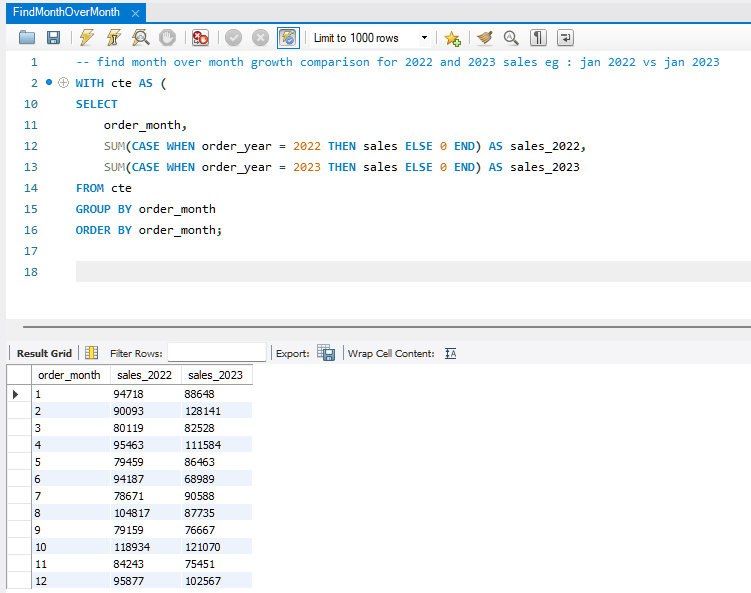 FindMonthOverMonth
Limit to 1000 rows
1 -- find month over month growth comparison for 2022 and 2023 sales eg : jan 2022 vs jan 2023
2 WITH cte AS (
10 SELECT
11 order_month,
12 SUM(CASE WHEN order_year = 2022 THEN sales ELSE 0 END) AS sales_2022,
13 SUM(CASE WHEN order_year = 2023 THEN sales ELSE 0 END) AS sales_2023
14 FROM cte
15 GROUP BY order_month
16 ORDER BY order_month;
17
18
Result Grid Filter Rows: Export: Wrap Cell Content:
order_month sales_2022 sales_2023
1 94718 88648
2 90093 128141
3 80119 82528
4 95463 111584
5 79459 86463
6 94187 68989
7 78671 90588
8 104817 87735
9 79159 76667
10 118934 121070
11 84243 75451
12 95877 102567